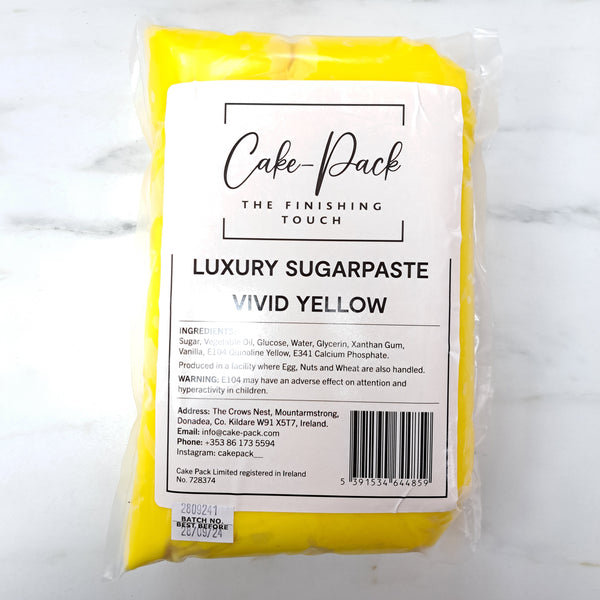 Cake-Pack
THE FINISHING
TOUCH
LUXURY SUGARPASTE
VIVID YELLOW
INGREDIENTS:
Sugar, Vegetable Oil, Glucose, Water, Glycerin, Xanthan Gum,
Vanilla, E104 Quinoline Yellow, E341 Calcium Phosphate.
Produced in a facility where Egg, Nuts and Wheat are also handled.
WARNING: E104 may have an adverse effect on attention and
hyperactivity in children.
Address: The Crows Nest, Mountarmstrong,
Donadea, Co. Kildare W91 X5T7, Ireland.
Email: info@cake-pack.com
Phone: +353 86 173 5594
Instagram: cakepack__
Cake Pack Limited registered in Ireland
No. 728374
5 391534 644859
2809241
BATCH NO.
BEST BEFORE
28/09/24